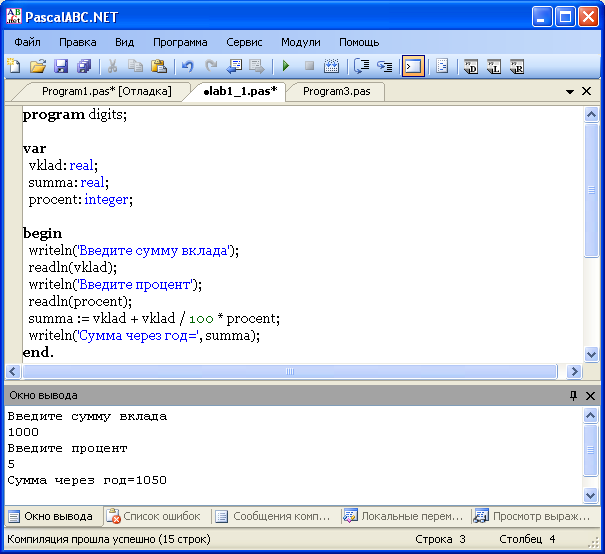 PascalABC.NET
Файл Правка Вид Программа Сервис Модули Помощь
Program1.pas* [Отладка] ●lab1_1.pas* Program3.pas
program digits;
var
vklad: real;
summa: real;
procent: integer;
begin
writeln('Введите сумму вклада');
readln(vklad);
writeln('Введите процент');
readln(procent);
summa := vklad + vklad / 100 * procent;
writeln('Сумма через год=', summa);
end.
Окно вывода
Введите сумму вклада
1000
Введите процент
5
Сумма через год=1050
Окно вывода Список ошибок Сообщения комп... Локальные перем... Просмотр выраж...
Компиляция прошла успешно (15 строк) Строка 3 Столбец 4